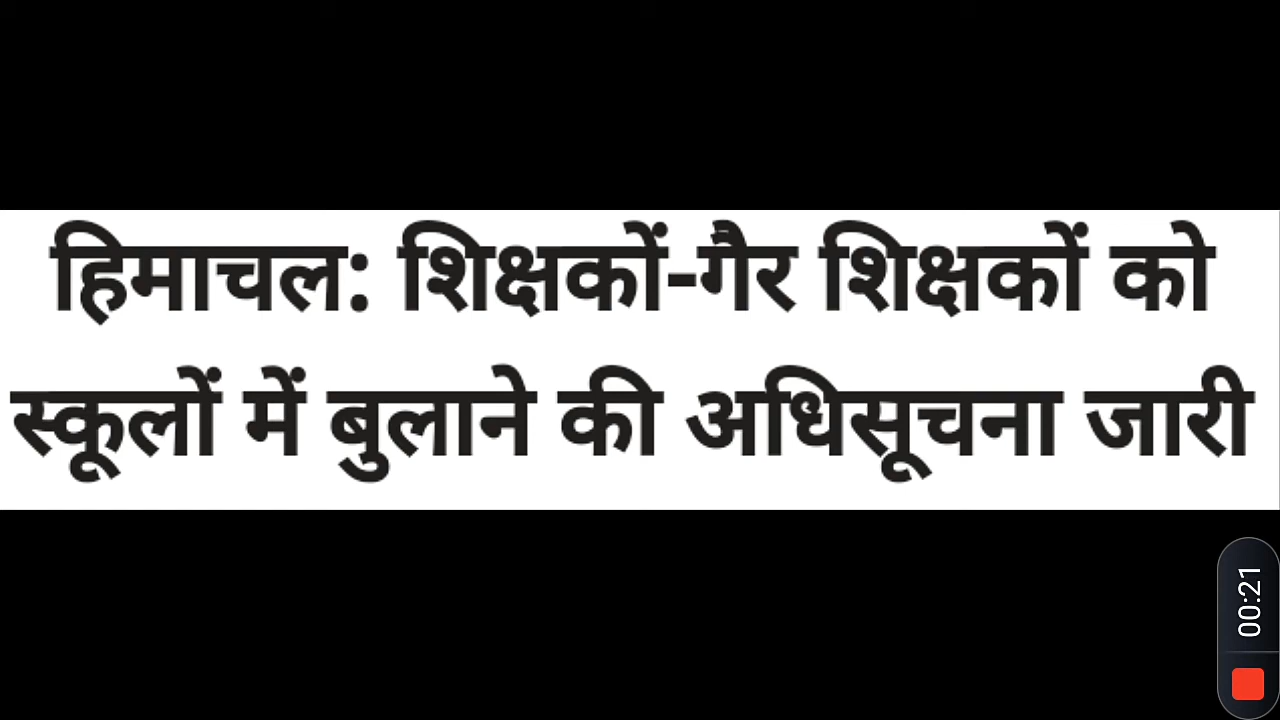 हिमाचल: शिक्षकों-गैर शिक्षकों को
स्कूलों में बुलाने की अधिसूचना जारी
00:21